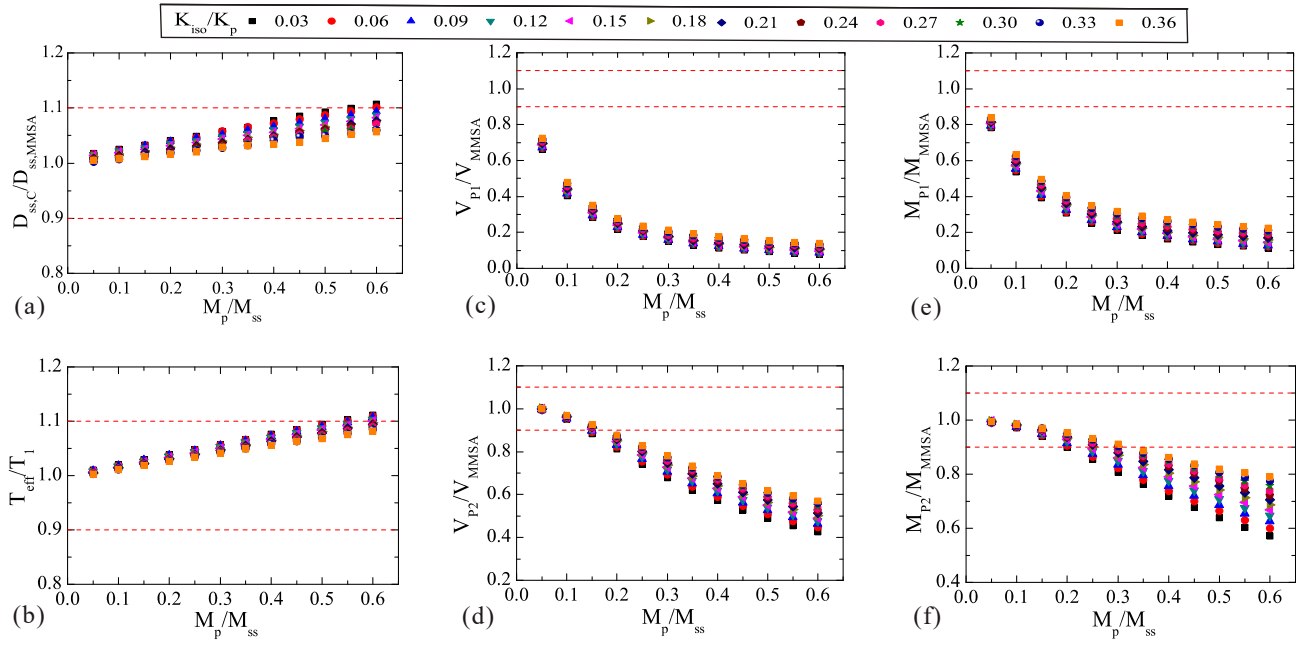 K_iso/K_p 0.03 0.06 0.09 0.12 0.15 0.18 0.21 0.24 0.27 0.30 0.33 0.36
D_ss,C/D_ss,MMSA
1.2
1.1
1.0
0.9
0.8
0.0 0.1 0.2 0.3 0.4 0.5 0.6
(a) M_p/M_ss
V_P1/V_MMSA
1.2
1.0
0.8
0.6
0.4
0.2
0.0
0.0 0.1 0.2 0.3 0.4 0.5 0.6
(c) M_p/M_ss
M_P1/M_MMSA
1.2
1.0
0.8
0.6
0.4
0.2
0.0
0.0 0.1 0.2 0.3 0.4 0.5 0.6
(e) M_p/M_ss
T_eff/T_1
1.2
1.1
1.0
0.9
0.8
0.0 0.1 0.2 0.3 0.4 0.5 0.6
(b) M_p/M_ss
V_P2/V_MMSA
1.2
1.0
0.8
0.6
0.4
0.2
0.0 0.1 0.2 0.3 0.4 0.5 0.6
(d) M_p/M_ss
M_P2/M_MMSA
1.2
1.0
0.8
0.6
0.4
0.0 0.1 0.2 0.3 0.4 0.5 0.6
(f) M_p/M_ss